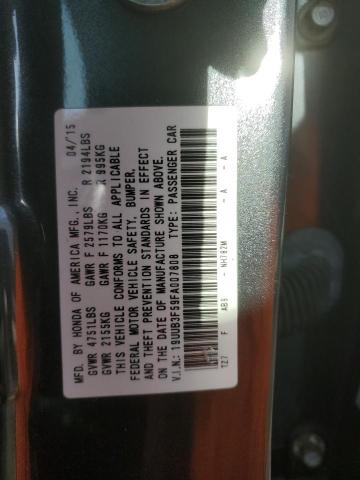 MFD. BY HONDA OF AMERICA MFG., INC. 04/'15
GVWR 4751LBS GAWR F 2579LBS R 2194LBS
GVWR 2155KG GAWR F 1170KG R 995KG
THIS VEHICLE CONFORMS TO ALL APPLICABLE
FEDERAL MOTOR VEHICLE SAFETY, BUMPER,
AND THEFT PREVENTION STANDARDS IN EFFECT
ON THE DATE OF MANUFACTURE SHOWN ABOVE.
V.I.N.: 19UUB3F59FA007808 TYPE: PASSENGER CAR
127 F AB9 - NH782M - A - A